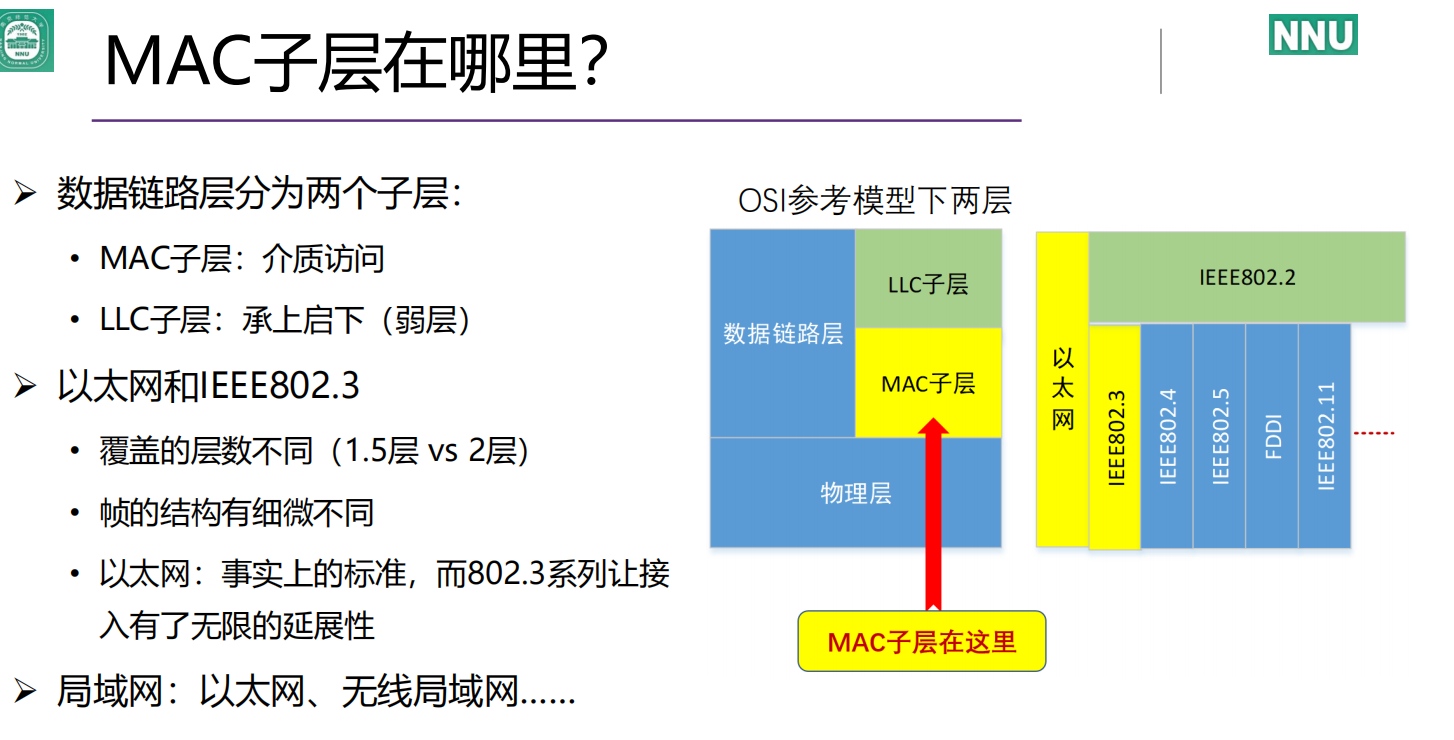 MAC子层在哪里？
NNU
NNU
➢ 数据链路层分为两个子层：
• MAC子层：介质访问
• LLC子层：承上启下（弱层）
➢ 以太网和IEEE802.3
• 覆盖的层数不同（1.5层 vs 2层）
• 帧的结构有细微不同
• 以太网：事实上的标准，而802.3系列让接
入有了无限的延展性
➢ 局域网：以太网、无线局域网……
OSI参考模型下两层
数据链路层
LLC子层
MAC子层
物理层
MAC子层在这里
以太网
IEEE802.2
IEEE802.3
IEEE802.4
IEEE802.5
FDDI
IEEE802.11